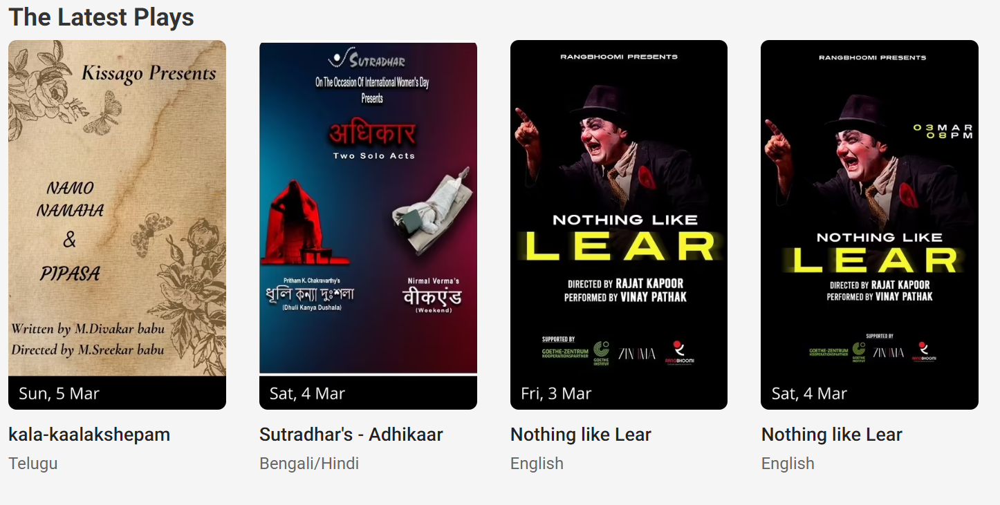 The Latest Plays
Kissago Presents
NAMO
NAMAHA
&
PIPASA
Written by M.Divakar babu
Directed by M.Sreekar babu
Sun, 5 Mar
kala-kaalakshepam
Telugu
SUTRADHAR
On The Occasion Of International Women's Day
Presents
अधिकार
Two Solo Acts
Pritham K. Chakravarthy's
धूलि কন্যা দুঃশলা
(Dhuli Kanya Dushala)
Nirmal Verma's
वीकएंड
(Weekend)
Sat, 4 Mar
Sutradhar's - Adhikaar
Bengali/Hindi
RANGBHOOMI PRESENTS
NOTHING LIKE
LEAR
DIRECTED BY RAJAT KAPOOR
PERFORMED BY VINAY PATHAK
SUPPORTED BY
GOETHE-ZENTRUM
KOOPERATIONSPARTNER
GOETHE
INSTITUT
RANGBHOOMI
Fri, 3 Mar
Nothing like Lear
English
RANGBHOOMI PRESENTS
03 MAR
08 PM
NOTHING LIKE
LEAR
DIRECTED BY RAJAT KAPOOR
PERFORMED BY VINAY PATHAK
SUPPORTED BY
GOETHE-ZENTRUM
KOOPERATIONSPARTNER
GOETHE
INSTITUT
RANGBHOOMI
Sat, 4 Mar
Nothing like Lear
English